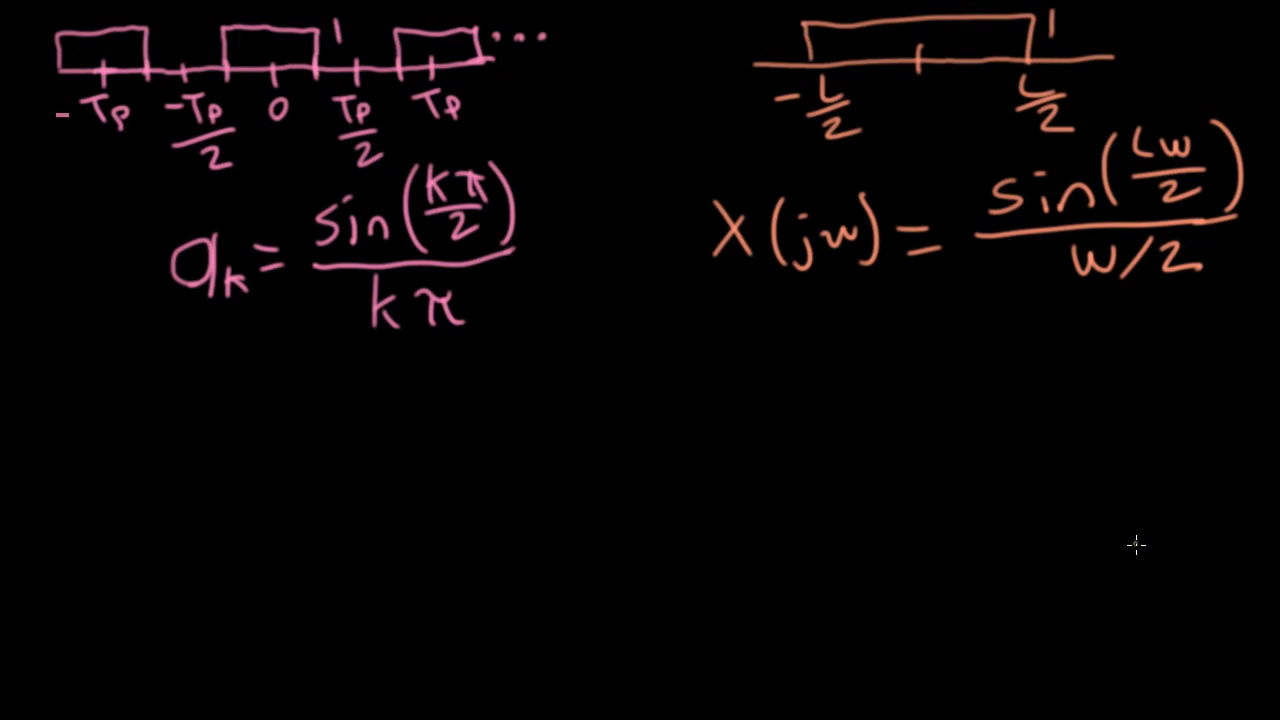 1 ...
-Tp -Tp/2 0 Tp/2 Tp
a_k = sin(kπ/2) / kπ
1
-L/2 L/2
X(jw) = sin(Lw/2) / w/2